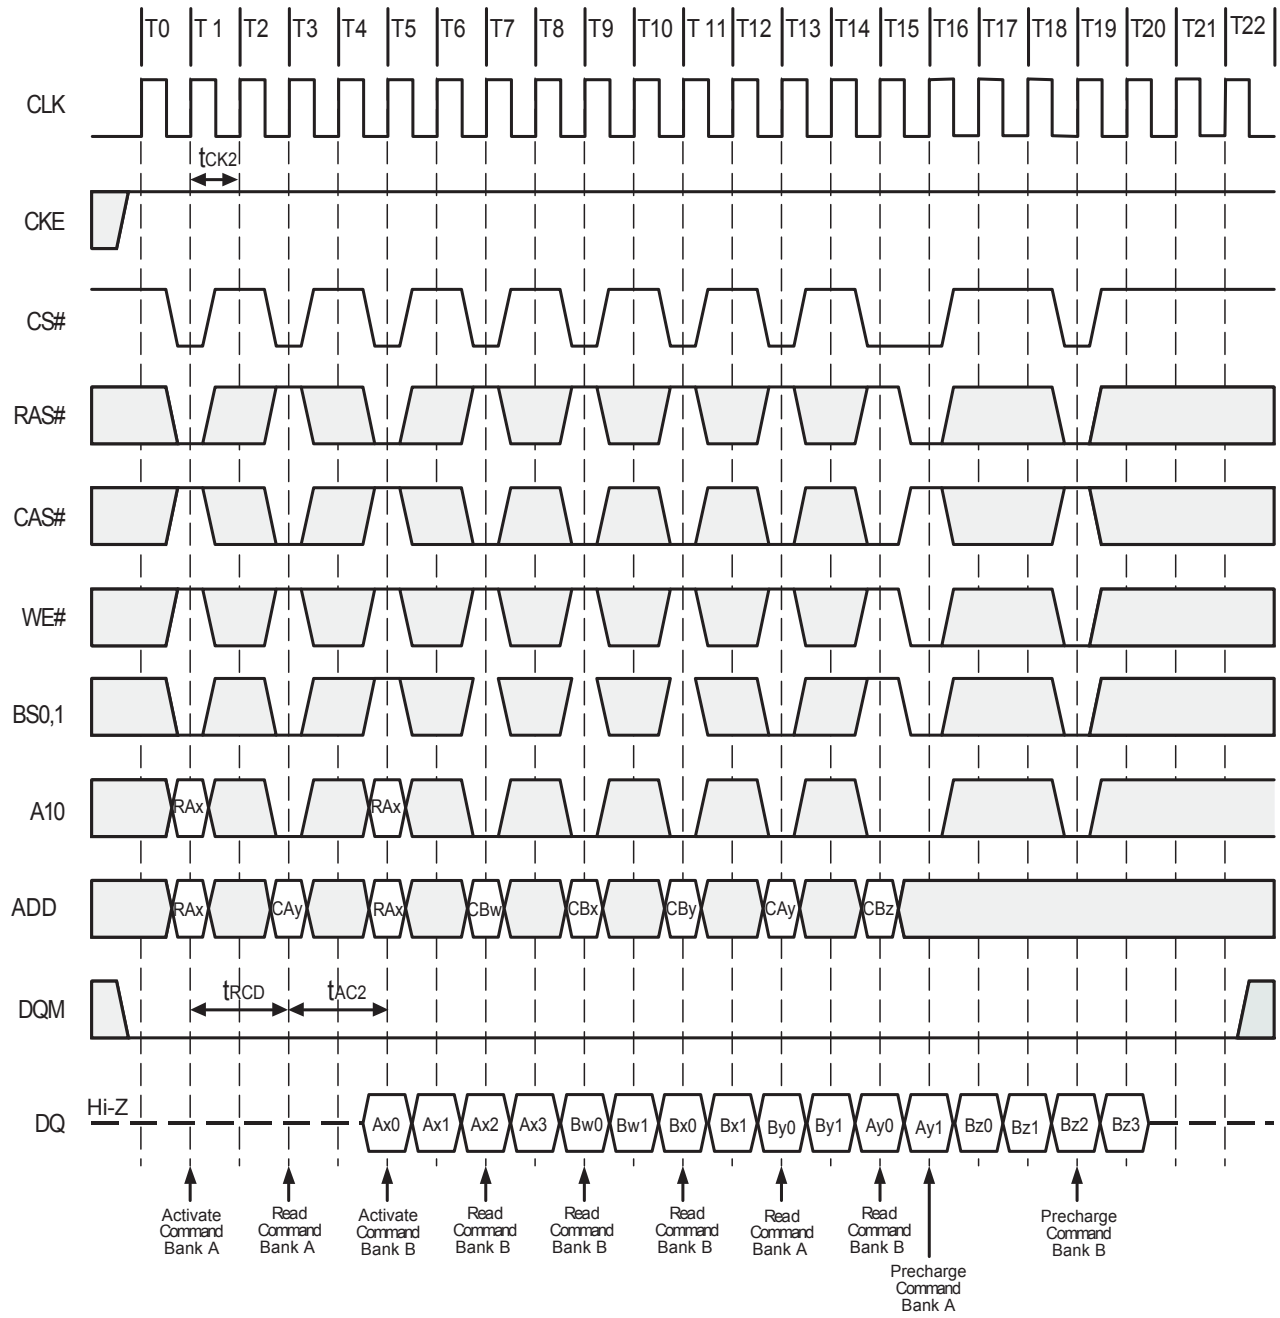 T0 T 1 T2 T3 T4 T5 T6 T7 T8 T9 T10 T 11 T12 T13 T14 T15 T16 T17 T18 T19 T20 T21 T22
CLK
tCK2
CKE
CS#
RAS#
CAS#
WE#
BS0,1
A10 RAx RAx
ADD RAx CAy RAx CBw CBx CBy CAy CBz
DQM tRCD tAC2
DQ Hi-Z Ax0 Ax1 Ax2 Ax3 Bw0 Bw1 Bx0 Bx1 By0 By1 Ay0 Ay1 Bz0 Bz1 Bz2 Bz3
Activate
Command
Bank A
Read
Command
Bank A
Activate
Command
Bank B
Read
Command
Bank B
Read
Command
Bank B
Read
Command
Bank B
Read
Command
Bank A
Read
Command
Bank B
Precharge
Command
Bank A
Precharge
Command
Bank B